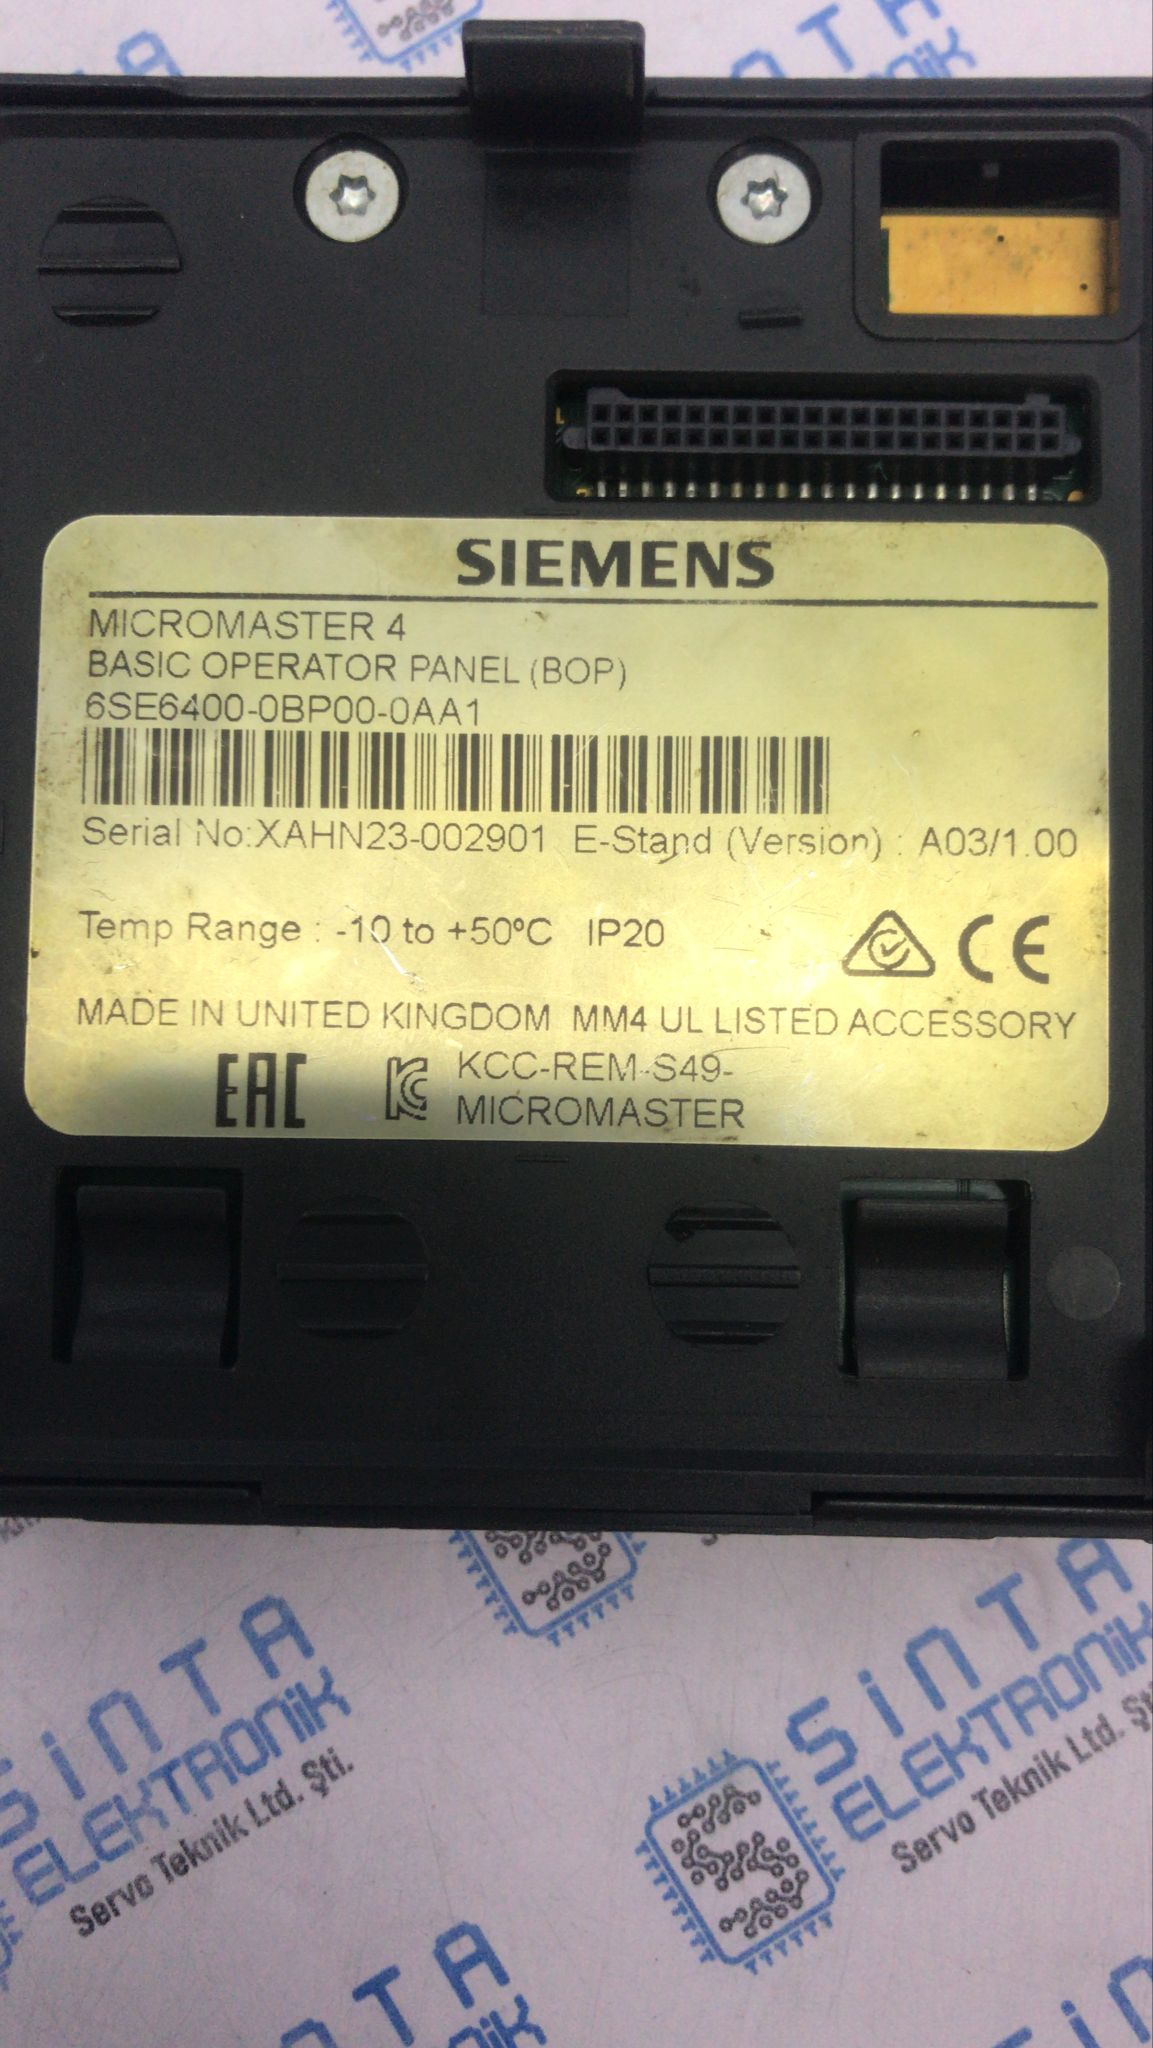 SIEMENS
MICROMASTER 4
BASIC OPERATOR PANEL (BOP)
6SE6400-0BP00-0AA1
Serial No:XAHN23-002901 E-Stand (Version) : A03/1.00
Temp Range : -10 to +50°C IP20
CE
MADE IN UNITED KINGDOM MM4 UL LISTED ACCESSORY
EAC KC KCC-REM-S49-
MICROMASTER
SiNTA
ELEKTRONiK
Servo Teknik Ltd. Şti.
SiNTA
ELEKTRONiK
Servo Teknik Ltd. Şti